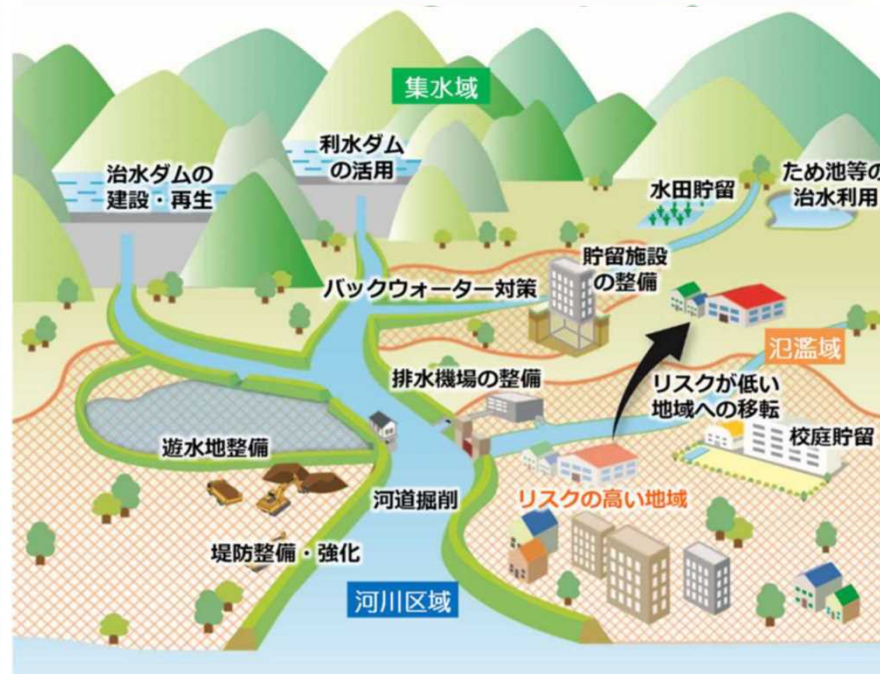 集水域
利水ダム
の活用
治水ダムの
建設・再生
水田貯留
ため池等の
治水利用
貯留施設
の整備
バックウォーター対策
氾濫域
排水機場の整備
リスクが低い
地域への移転
校庭貯留
遊水地整備
河道掘削
リスクの高い地域
堤防整備・強化
河川区域